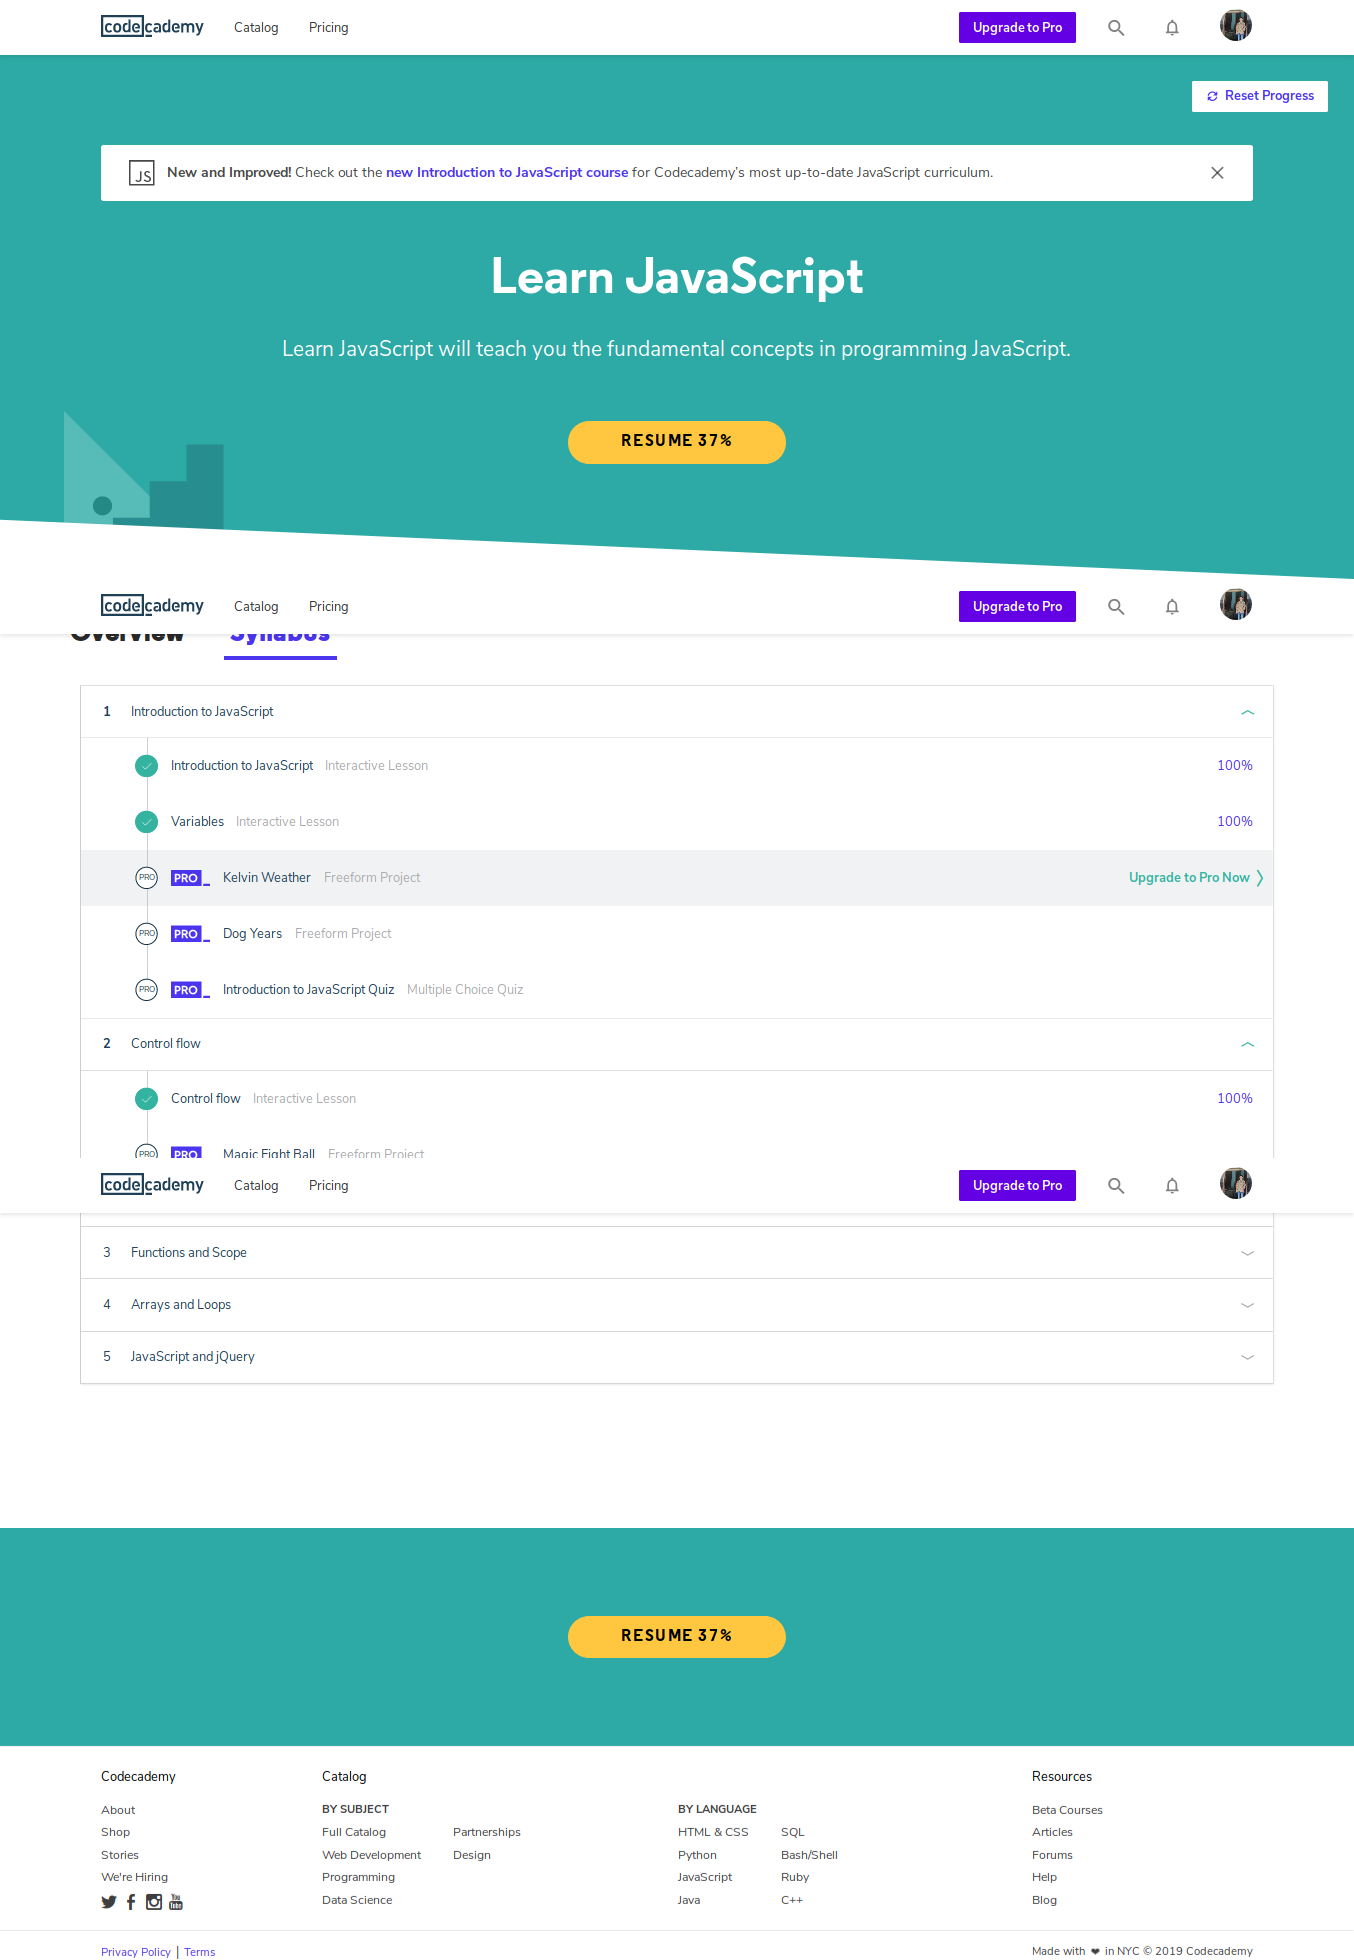 codecademy Catalog Pricing Upgrade to Pro
Reset Progress
JS New and Improved! Check out the new Introduction to JavaScript course for Codecademy's most up-to-date JavaScript curriculum.
Learn JavaScript
Learn JavaScript will teach you the fundamental concepts in programming JavaScript.
RESUME 37%
codecademy Catalog Pricing Upgrade to Pro
Overview Syllabus
1 Introduction to JavaScript
Introduction to JavaScript Interactive Lesson 100%
Variables Interactive Lesson 100%
PRO PRO_ Kelvin Weather Freeform Project Upgrade to Pro Now
PRO PRO_ Dog Years Freeform Project
PRO PRO_ Introduction to JavaScript Quiz Multiple Choice Quiz
2 Control flow
Control flow Interactive Lesson 100%
PRO PRO Magic Eight Ball Freeform Project
codecademy Catalog Pricing Upgrade to Pro
3 Functions and Scope
4 Arrays and Loops
5 JavaScript and jQuery
RESUME 37%
Codecademy
About
Shop
Stories
We're Hiring
You Tube
Catalog
BY SUBJECT
Full Catalog Partnerships
Web Development Design
Programming
Data Science
BY LANGUAGE
HTML & CSS SQL
Python Bash/Shell
JavaScript Ruby
Java C++
Resources
Beta Courses
Articles
Forums
Help
Blog
Privacy Policy | Terms
Made with ❤ in NYC © 2019 Codecademy